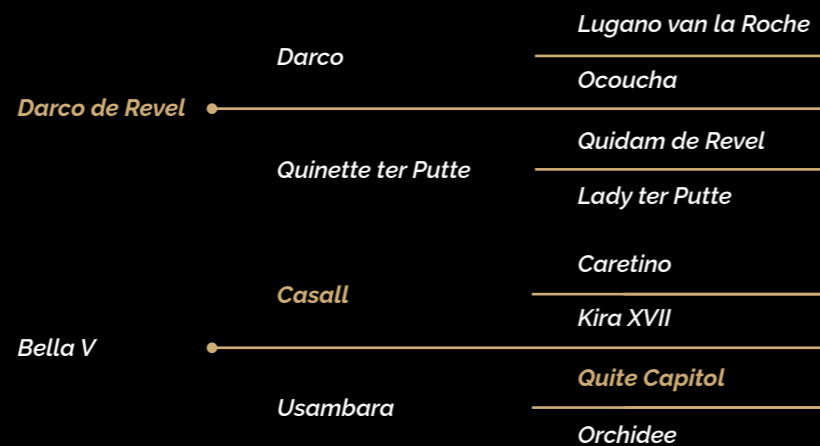 Lugano van la Roche
Darco
Ocoucha
Darco de Revel
Quidam de Revel
Quinette ter Putte
Lady ter Putte
Caretino
Casall
Kira XVII
Bella V
Quite Capitol
Usambara
Orchidee